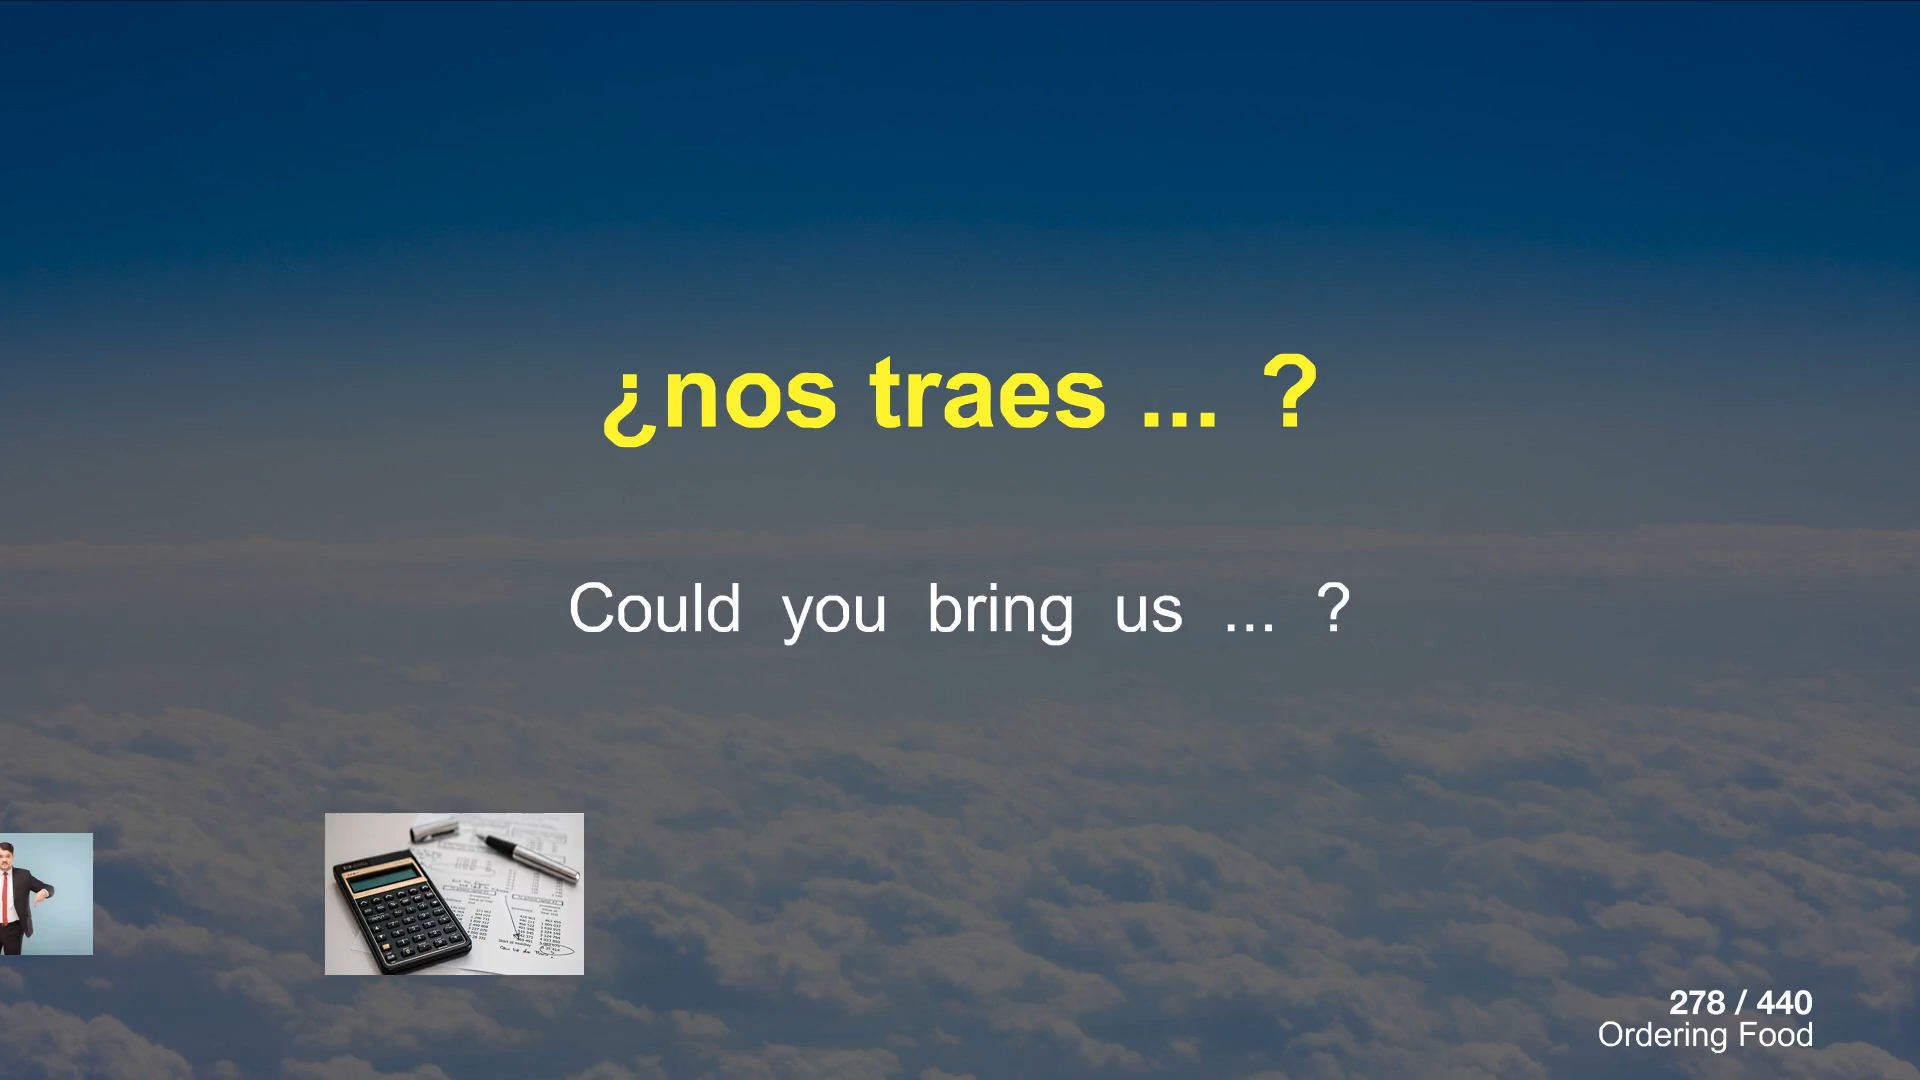 ¿nos traes ... ?
Could you bring us ... ?
278 / 440
Ordering Food